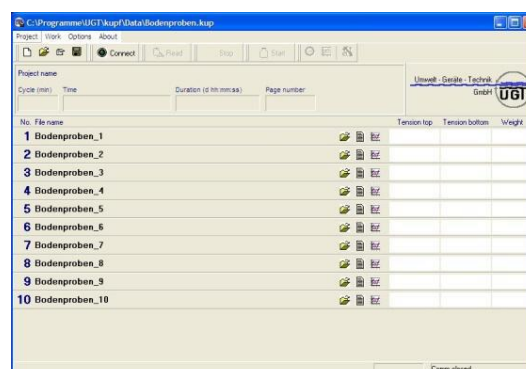 C:\Programme\UGT\kupf\Data\Bodenproben.kup
Project Work Options About
Connect Read Stop Start
Project name
Cycle (min) Time Duration (d hh:mm:ss) Page number
Umwelt - Geräte - Technik
GmbH
UGT
No. File name Tension top Tension bottom Weight
1 Bodenproben_1
2 Bodenproben_2
3 Bodenproben_3
4 Bodenproben_4
5 Bodenproben_5
6 Bodenproben_6
7 Bodenproben_7
8 Bodenproben_8
9 Bodenproben_9
10 Bodenproben_10
Comm closed